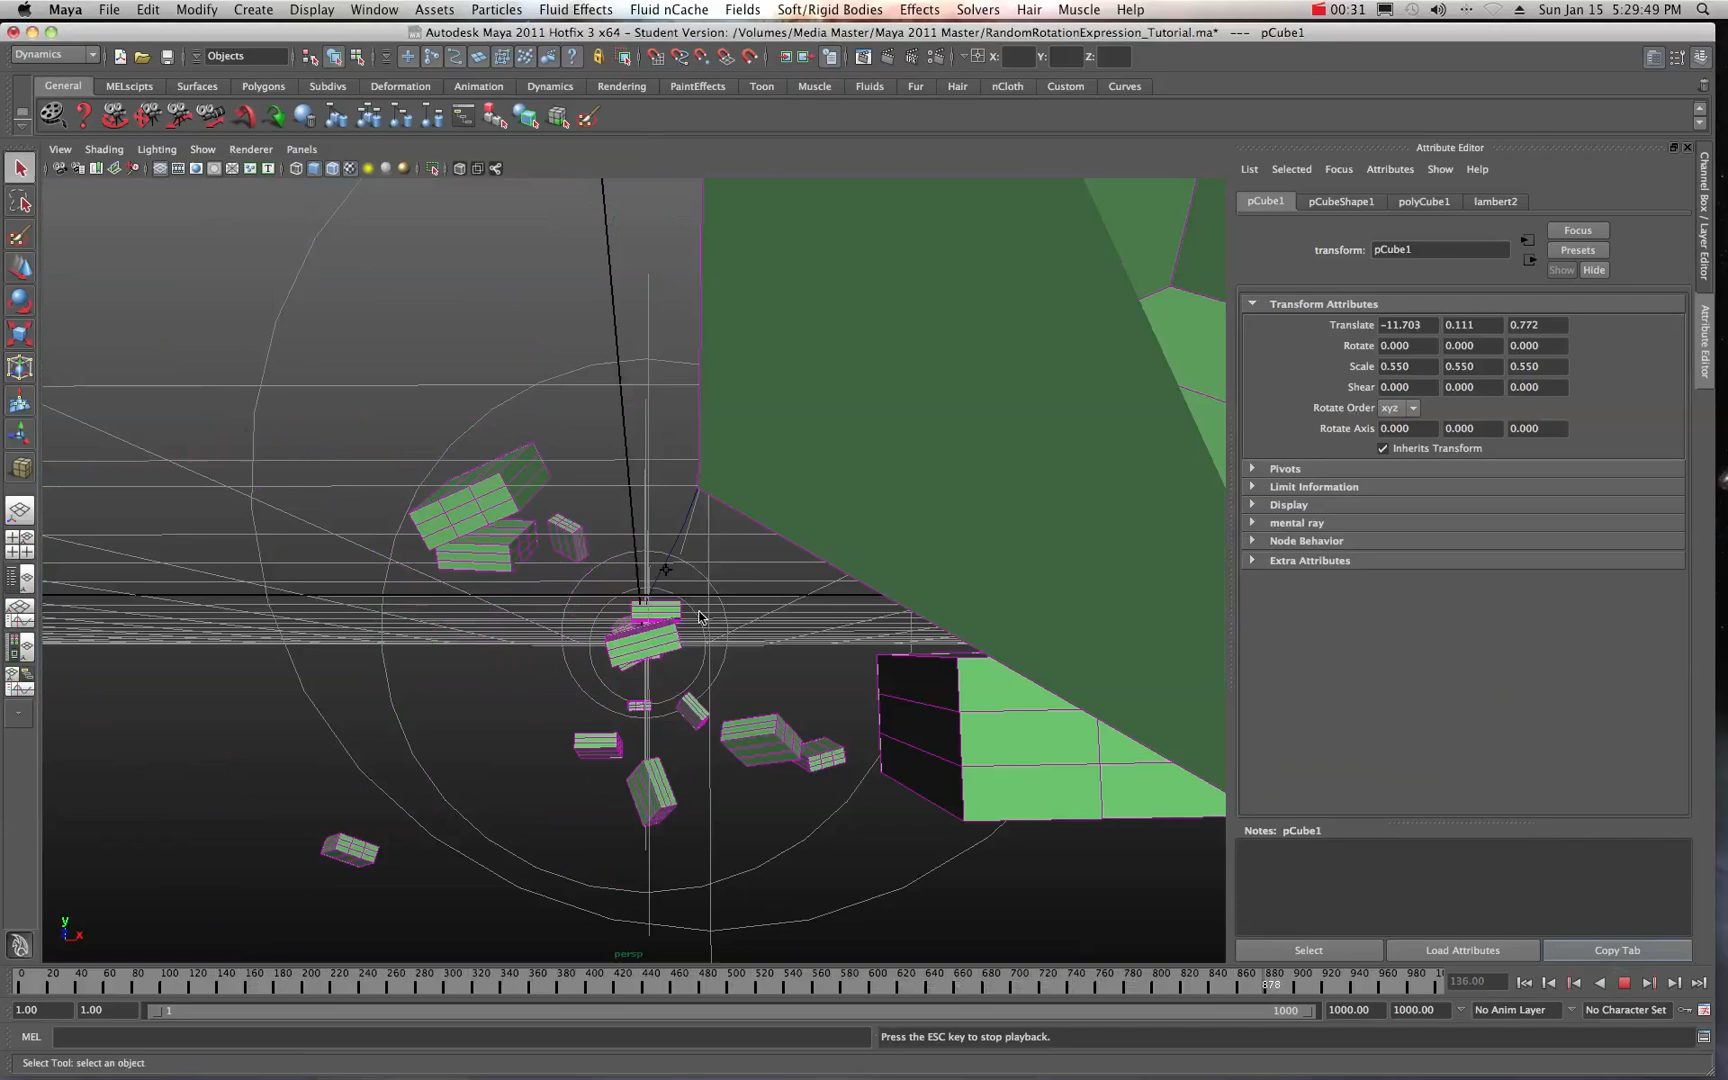 Maya File Edit Modify Create Display Window Assets Particles Fluid Effects Fluid nCache Fields Soft/Rigid Bodies Effects Solvers Hair Muscle Help 00:31 Sun Jan 15 5:29:49 PM
Autodesk Maya 2011 Hotfix 3 x64 - Student Version: /Volumes/Media Master/Maya 2011 Master/RandomRotationExpression_Tutorial.ma* --- pCube1
Dynamics Objects X: Y: Z:
General MELscipts Surfaces Polygons Subdivs Deformation Animation Dynamics Rendering PaintEffects Toon Muscle Fluids Fur Hair nCloth Custom Curves
View Shading Lighting Show Renderer Panels
Attribute Editor
List Selected Focus Attributes Show Help
pCube1 pCubeShape1 polyCube1 lambert2
Focus
transform: pCube1 Presets
Show Hide
Transform Attributes
Translate -11.703 0.111 0.772
Rotate 0.000 0.000 0.000
Scale 0.550 0.550 0.550
Shear 0.000 0.000 0.000
Rotate Order xyz
Rotate Axis 0.000 0.000 0.000
Inherits Transform
Pivots
Limit Information
Display
mental ray
Node Behavior
Extra Attributes
Notes: pCube1
Select Load Attributes Copy Tab
Channel Box / Layer Editor
Attribute Editor
y
x
persp
0 20 40 60 80 100 120 140 160 180 200 220 240 260 280 300 320 340 360 380 400 420 440 460 480 500 520 540 560 580 600 620 640 660 680 700 720 740 760 780 800 820 840 860 880 900 920 940 960 980
878
136.00
1.00 1.00 1 1000 1000.00 1000.00 No Anim Layer No Character Set
MEL Press the ESC key to stop playback.
Select Tool: select an object